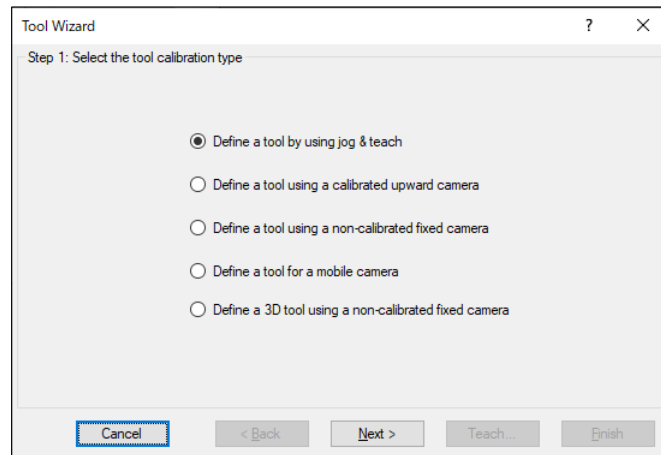 Tool Wizard
?
Step 1: Select the tool calibration type
Define a tool by using jog & teach
Define a tool using a calibrated upward camera
Define a tool using a non-calibrated fixed camera
Define a tool for a mobile camera
Define a 3D tool using a non-calibrated fixed camera
Cancel < Back Next > Teach... Finish